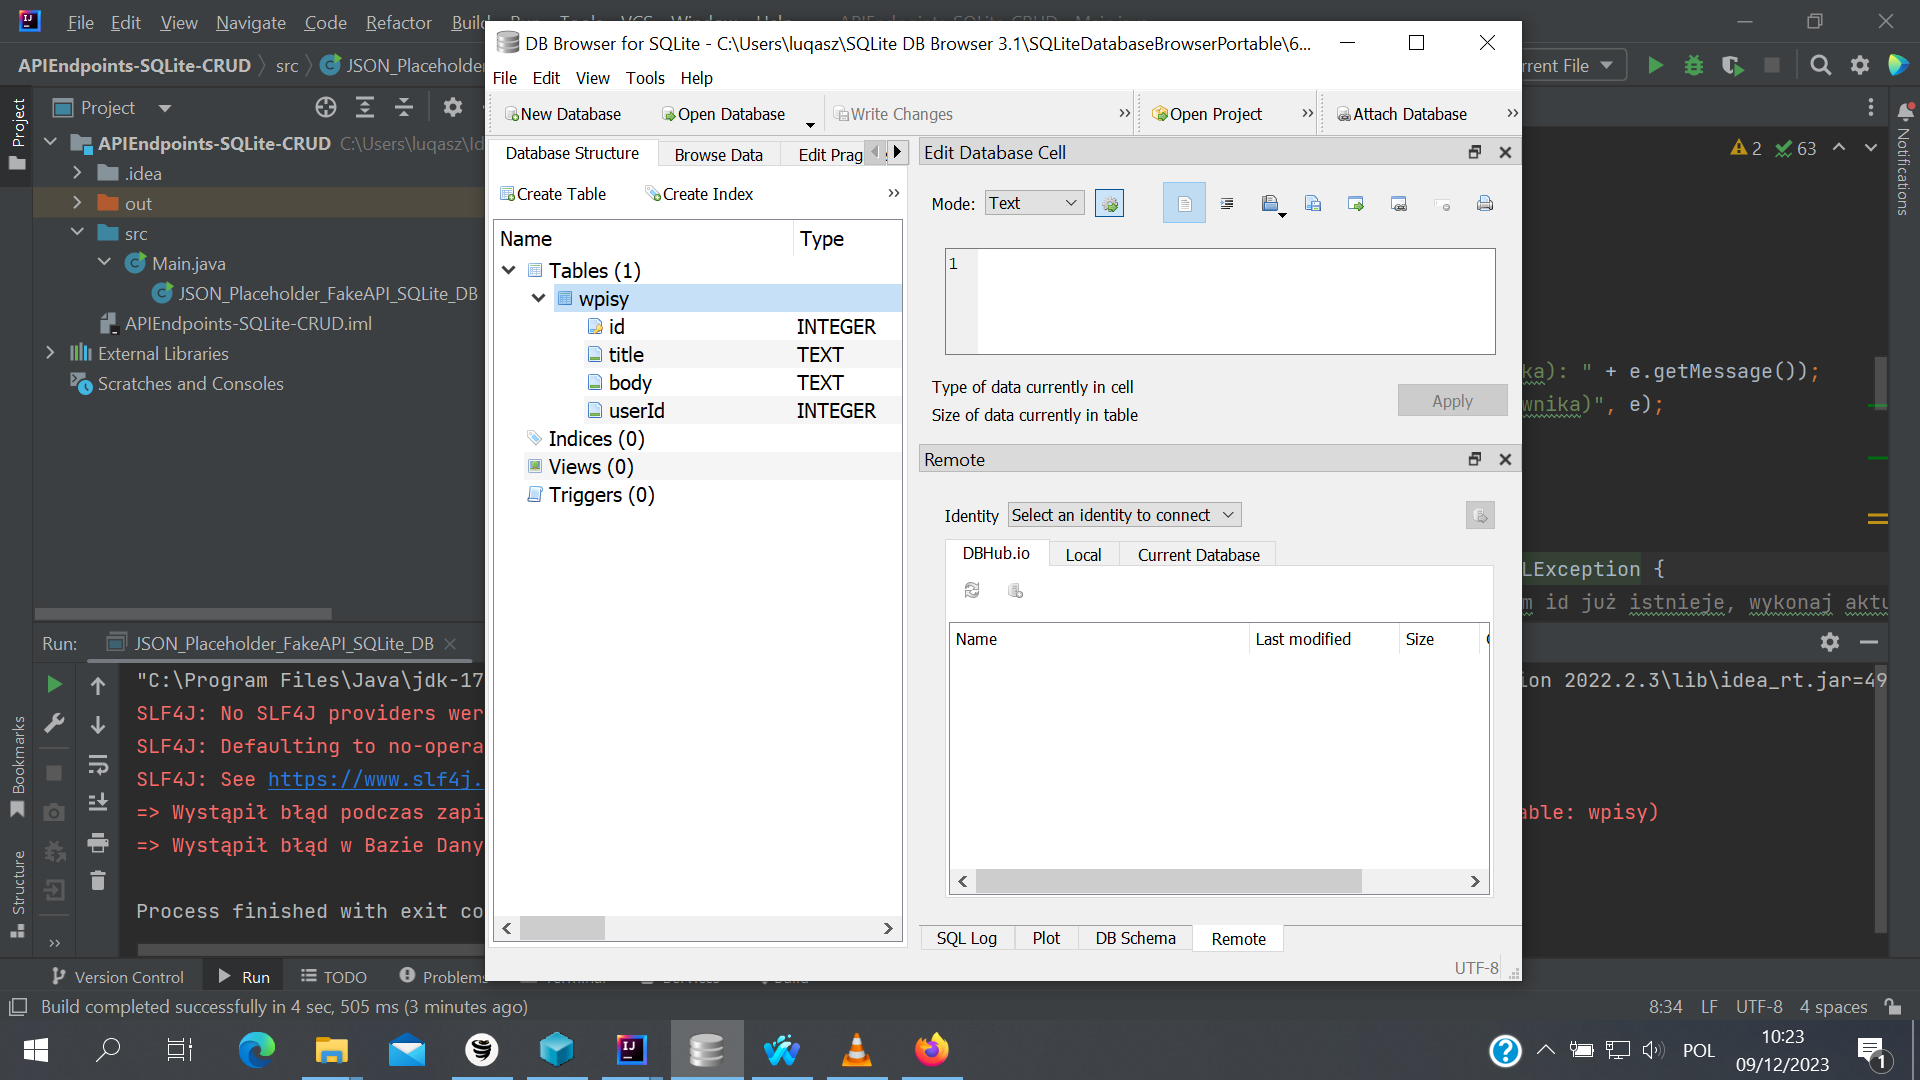 File Edit View Navigate Code Refactor Build
APIEndpoints-SQLite-CRUD src JSON_Placeholder
rrent File
Project
APIEndpoints-SQLite-CRUD C:\Users\luqasz\Id
.idea
out
src
Main.java
JSON_Placeholder_FakeAPI_SQLite_DB
APIEndpoints-SQLite-CRUD.iml
External Libraries
Scratches and Consoles
Project
Bookmarks
Structure
Notifications
2 63
ka): " + e.getMessage());
wnika)", e);
LException {
m id już istnieje, wykonaj aktu
DB Browser for SQLite - C:\Users\luqasz\SQLite DB Browser 3.1\SQLiteDatabaseBrowserPortable\6...
File Edit View Tools Help
New Database Open Database Write Changes Open Project Attach Database
Database Structure Browse Data Edit Prag
Create Table Create Index
Name Type
Tables (1)
wpisy
id INTEGER
title TEXT
body TEXT
userId INTEGER
Indices (0)
Views (0)
Triggers (0)
Edit Database Cell
Mode: Text
1
Type of data currently in cell
Size of data currently in table
Apply
Remote
Identity Select an identity to connect
DBHub.io Local Current Database
Name Last modified Size
SQL Log Plot DB Schema Remote
UTF-8
Run: JSON_Placeholder_FakeAPI_SQLite_DB
"C:\Program Files\Java\jdk-17
ion 2022.2.3\lib\idea_rt.jar=49
SLF4J: No SLF4J providers wer
SLF4J: Defaulting to no-opera
SLF4J: See https://www.slf4j.
=> Wystąpił błąd podczas zapi
able: wpisy)
=> Wystąpił błąd w Bazie Dany
Process finished with exit co
Version Control Run TODO Problems
Build completed successfully in 4 sec, 505 ms (3 minutes ago)
8:34 LF UTF-8 4 spaces
POL
10:23
09/12/2023
1